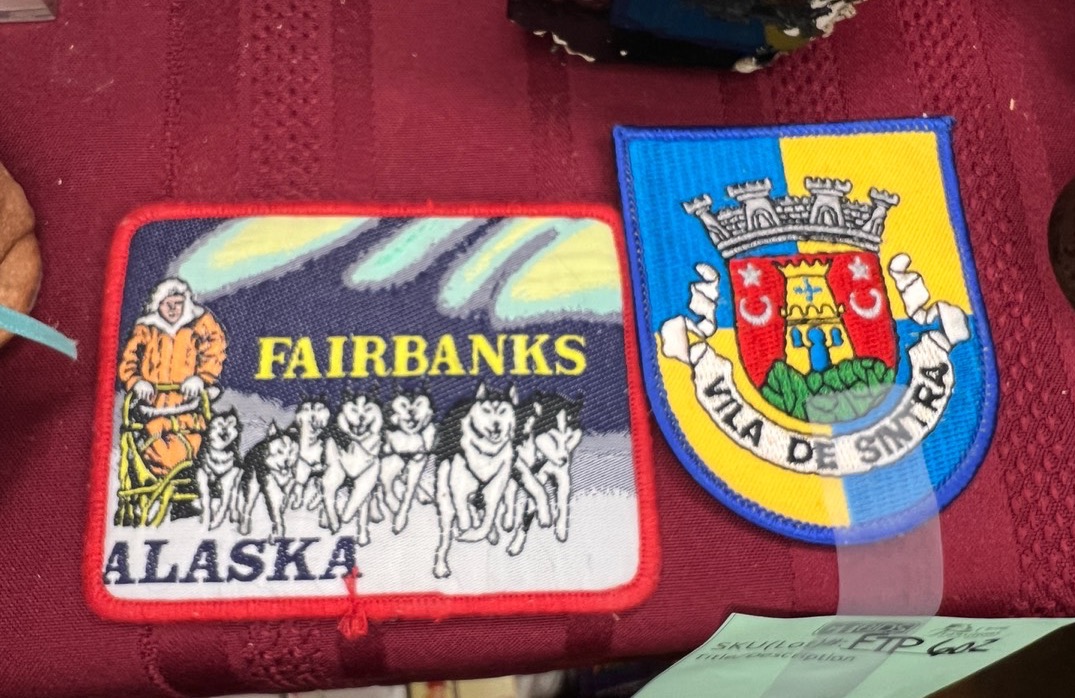 FAIRBANKS
ALASKA
VILA DE SINTRA
SKU(Lot FTP 602
Title/Description